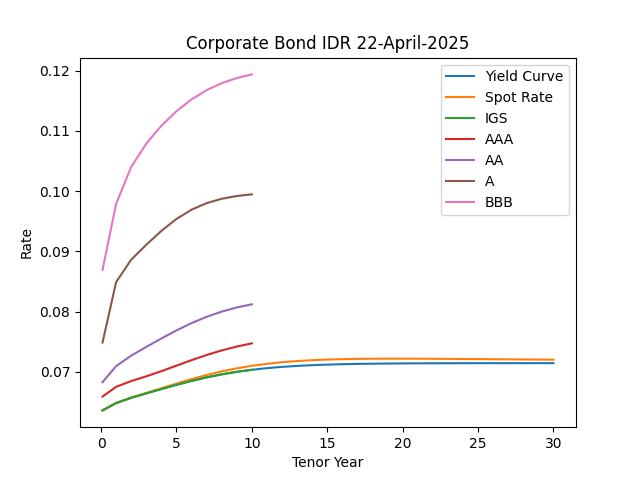 Corporate Bond IDR 22-April-2025
0.12
0.11
0.10
0.09
0.08
0.07
Rate
0
5
10
15
20
25
30
Tenor Year
Yield Curve
Spot Rate
IGS
AAA
AA
A
BBB